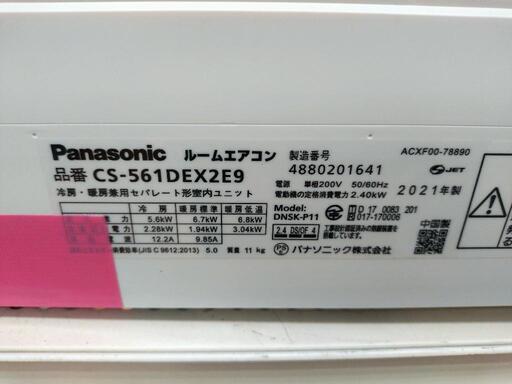 Panasonic ルームエアコン
品番 CS-561DEX2E9
冷房・暖房兼用セパレート形室内ユニット
冷房 暖房標準 暖房低温
5.6kW 6.7kW 6.8kW
2.28kW 1.94kW 3.04kW
12.2A 9.85A
(JIS C 9612:2013) 5.0 質量 11 kg
製造番号
4880201641
電源 単相200V 50/60Hz
電動機の定格消費電力 2.40kW
MODEL:
DNSK-P11
2.4 DS/OF 4
D 17 0083 201
017-170006
パナソニック株式会社
ACXF00-78890
JET
2021年製
中国製